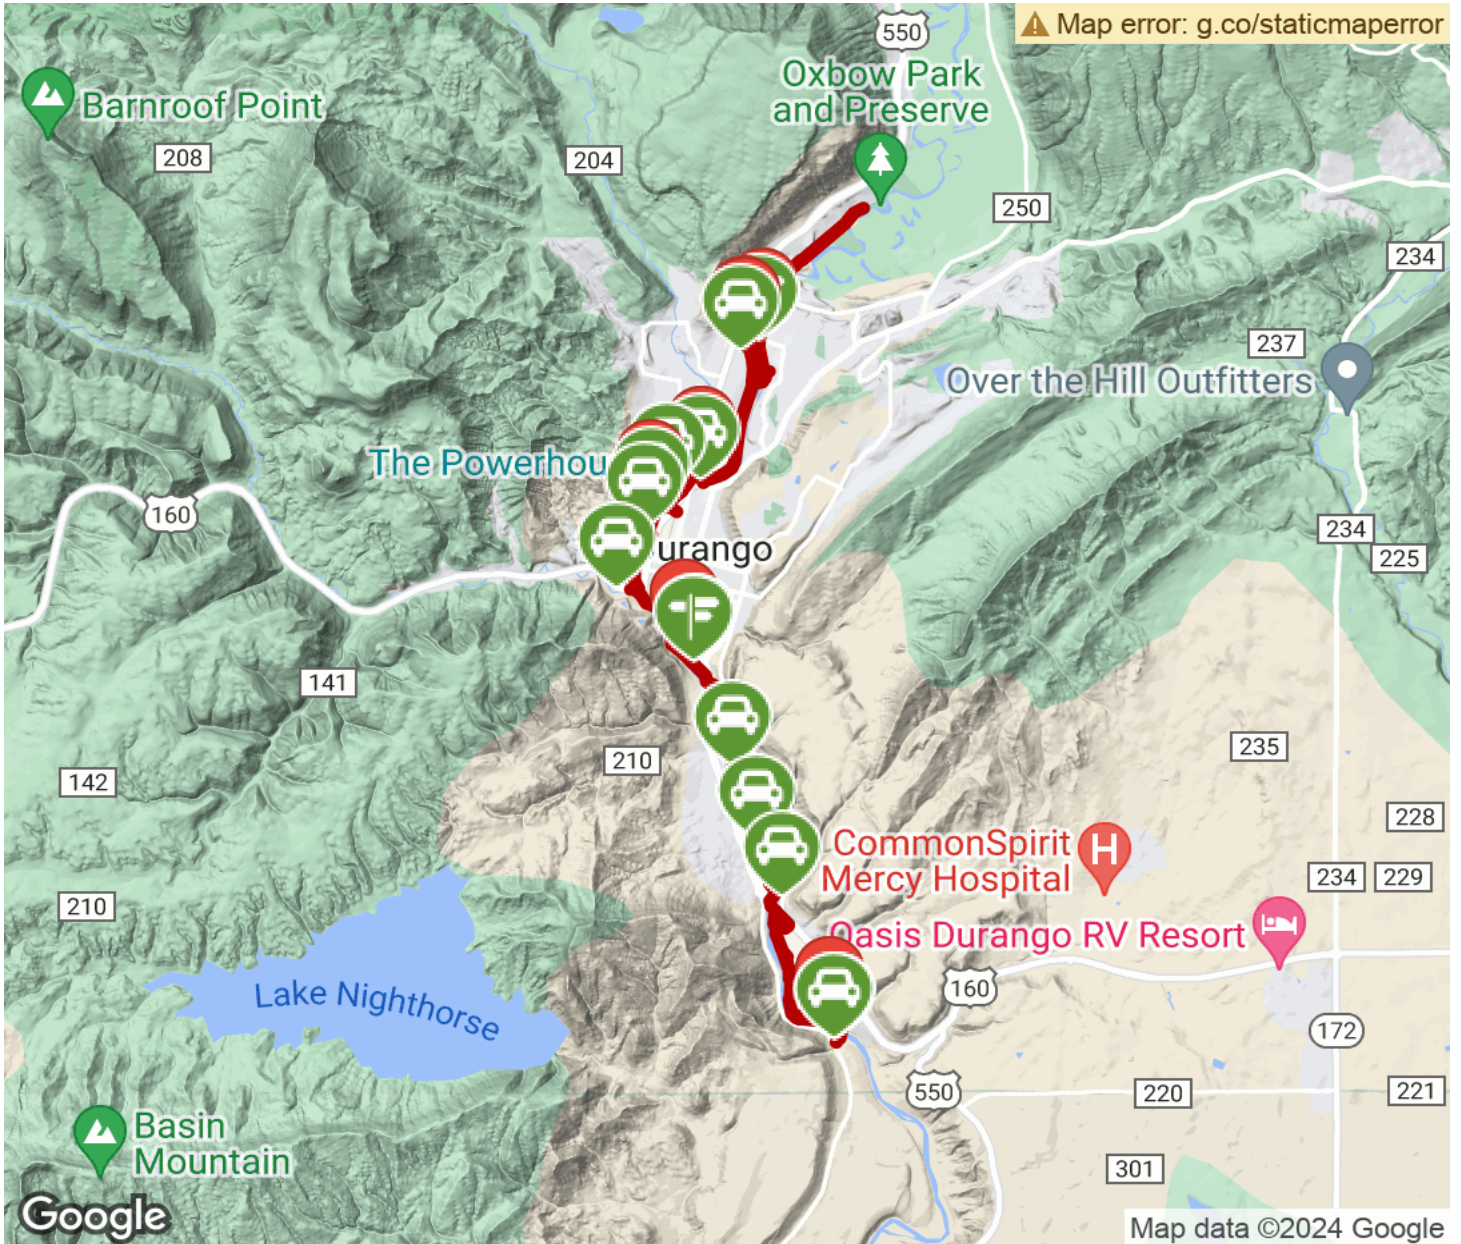 550
Map error: g.co/staticmaperror
Oxbow Park
and Preserve
Barnroof Point
208
204
250
234
237
Over the Hill Outfitters
The Powerhou
160
234
225
urango
141
235
210
142
228
CommonSpirit
Mercy Hospital
234
229
210
Oasis Durango RV Resort
160
Lake Nighthorse
172
550
220
221
Basin
Mountain
301
Google
Map data ©2024 Google